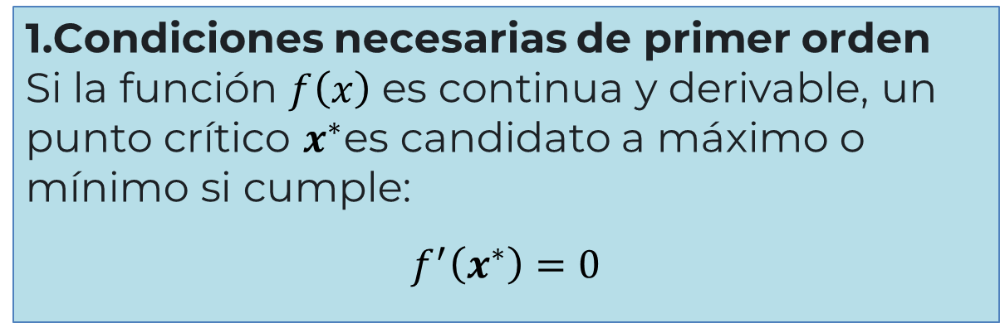 1.Condiciones necesarias de primer orden
Si la función f(x) es continua y derivable, un
punto crítico x* es candidato a máximo o
mínimo si cumple:
f′(x*) = 0